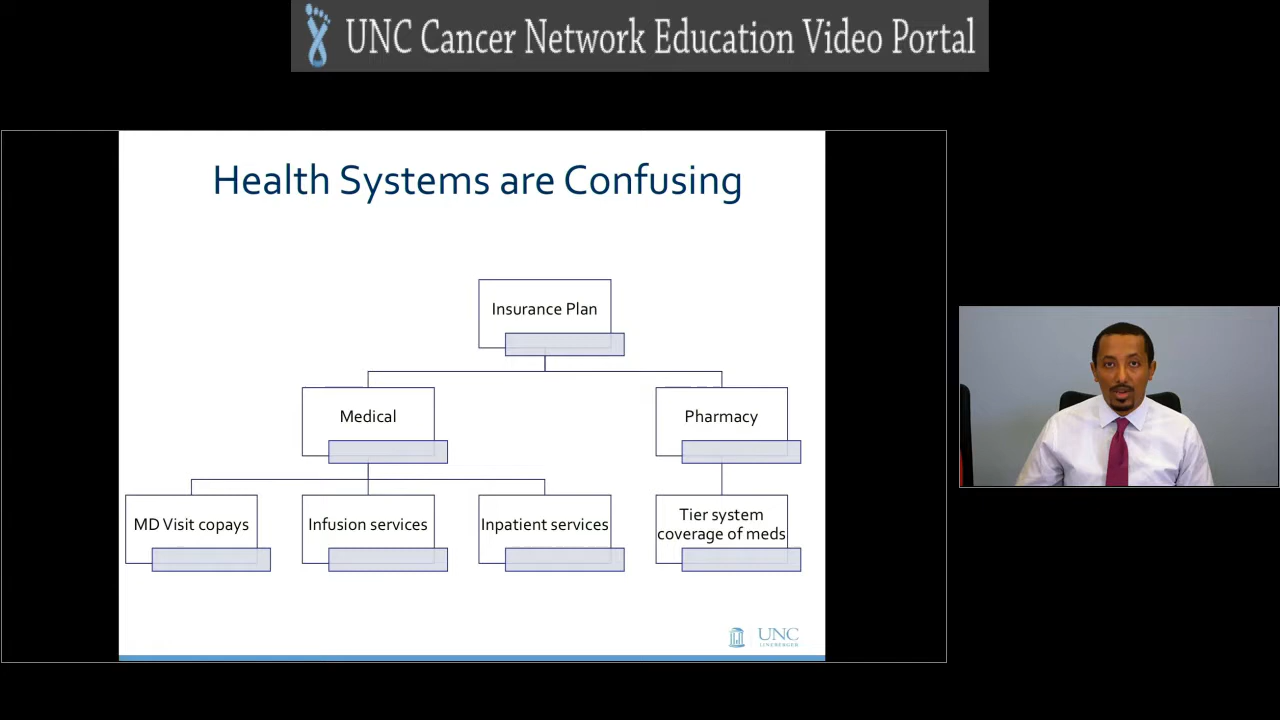 UNC Cancer Network Education Video Portal
Health Systems are Confusing
Insurance Plan
Medical
Pharmacy
MD Visit copays
Infusion services
Inpatient services
Tier system
coverage of meds
UNC
LINEBERGER